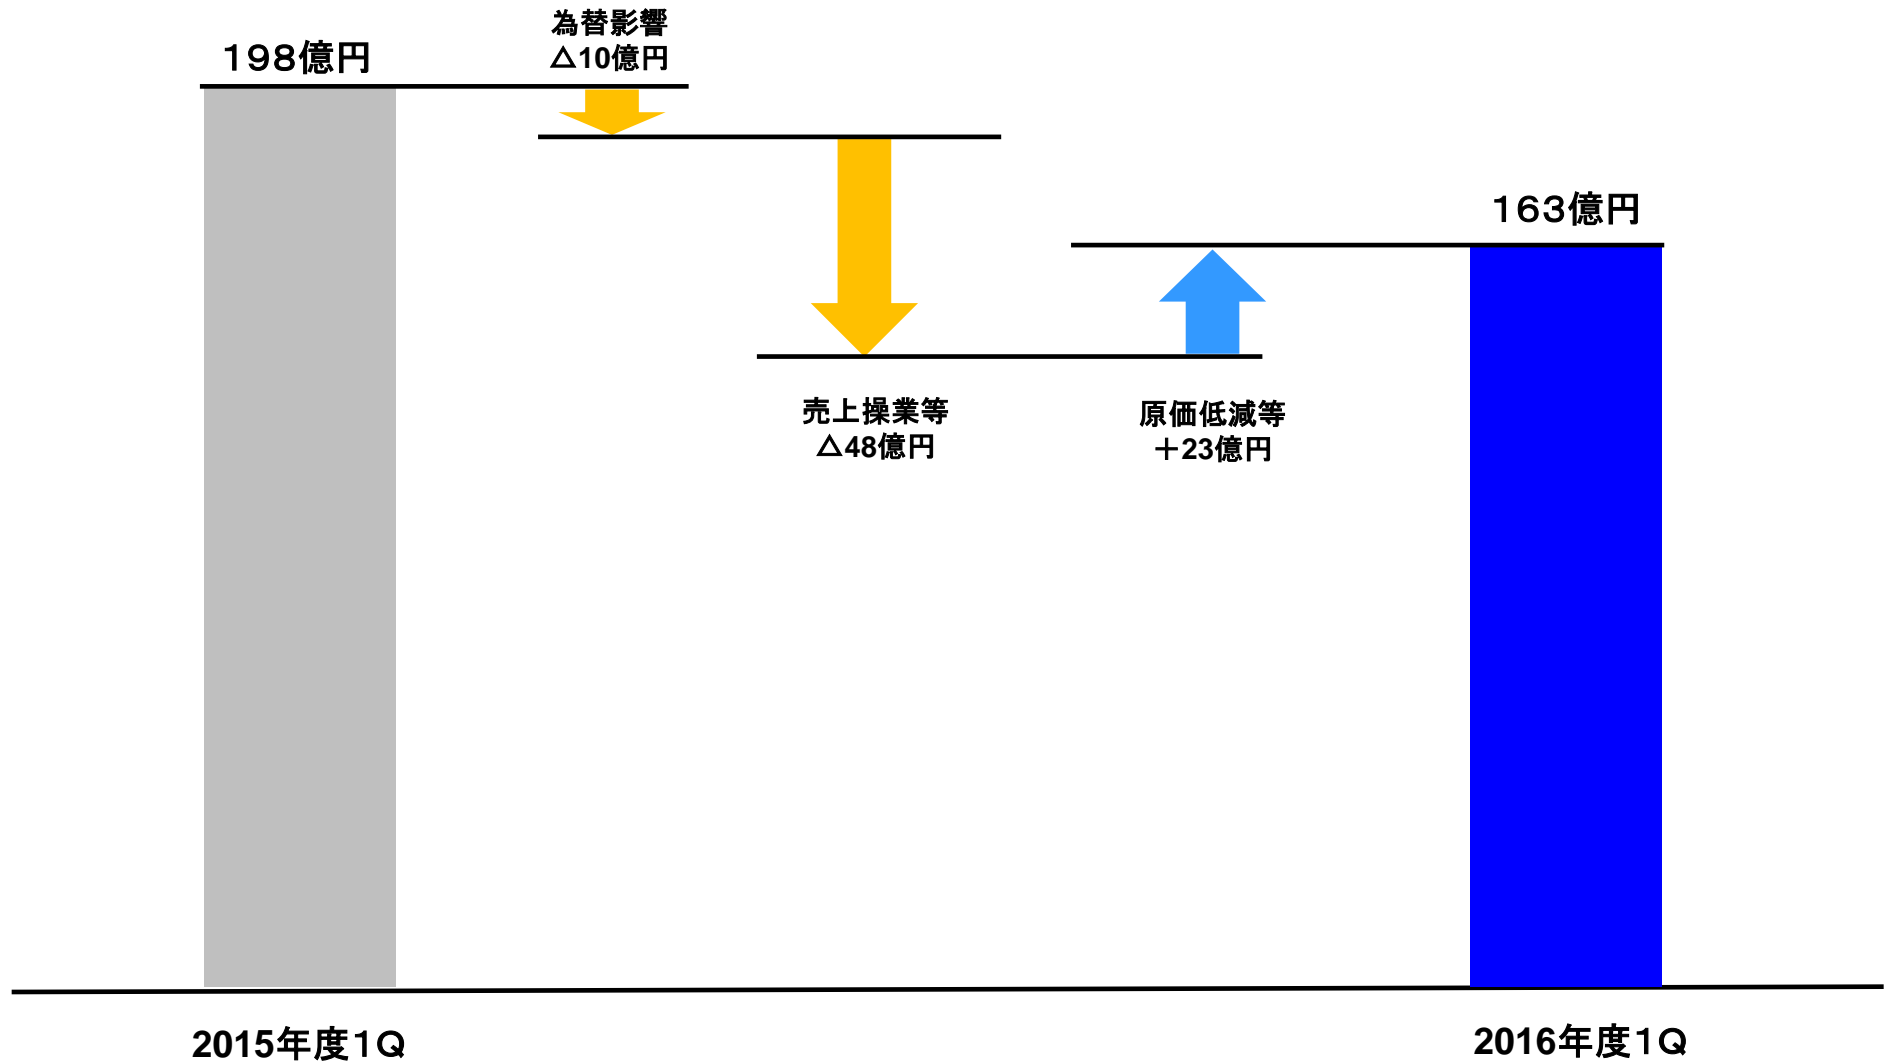 為替影響
△10億円
１９８億円
１６３億円
売上操業等
△48億円
原価低減等
＋23億円
2015年度１Ｑ
2016年度１Ｑ